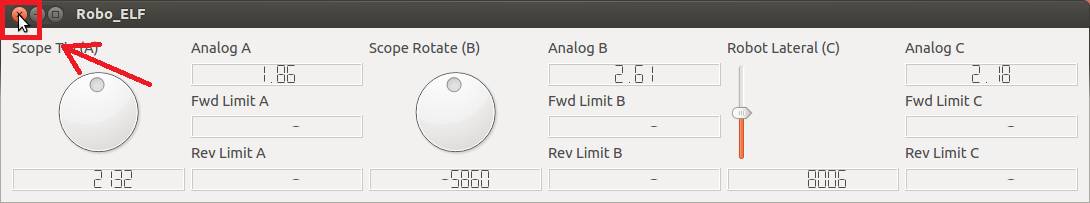 Robo_ELF
Scope Tilt (A) Analog A Scope Rotate (B) Analog B Robot Lateral (C) Analog C
1.86 2.61 2.18
Fwd Limit A Fwd Limit B Fwd Limit C
- - -
Rev Limit A Rev Limit B Rev Limit C
2132 - -5860 - 8006 -